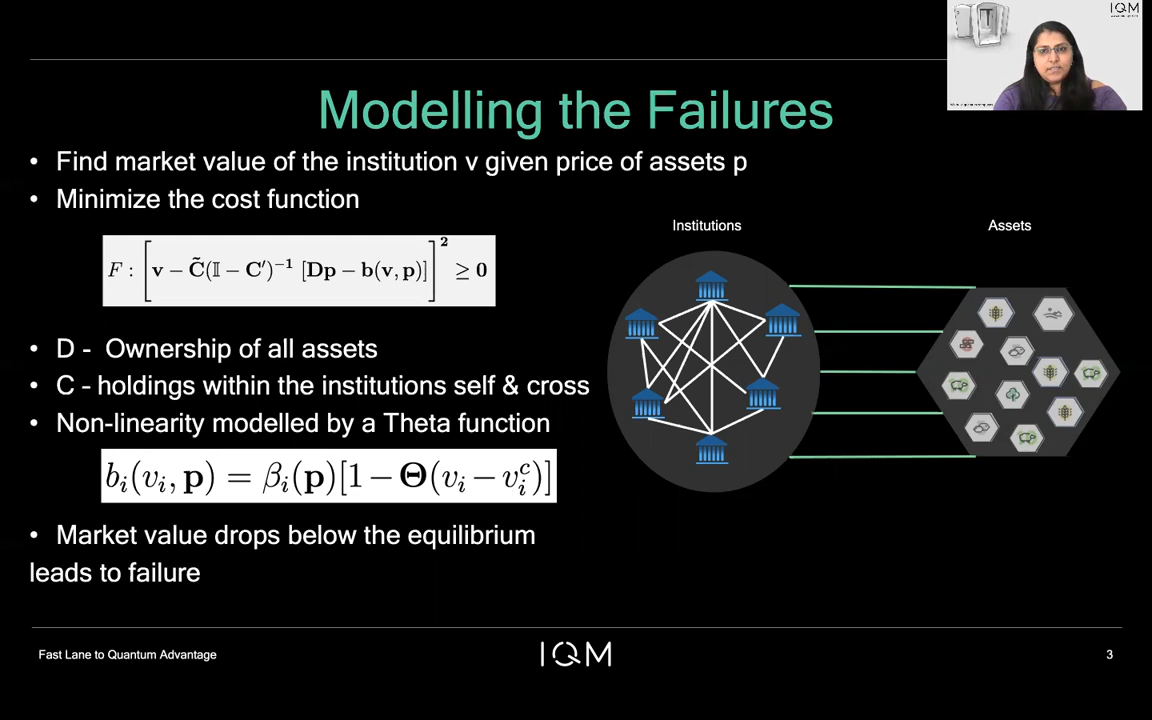 IQM
Modelling the Failures
• Find market value of the institution v given price of assets p
• Minimize the cost function
F : [v − C̃(𝕀 − C′)⁻¹ [Dp − b(v, p)]]² ≥ 0
• D - Ownership of all assets
• C - holdings within the institutions self & cross
• Non-linearity modelled by a Theta function
bᵢ(vᵢ, p) = βᵢ(p)[1 − Θ(vᵢ − vᵢᶜ)]
• Market value drops below the equilibrium
leads to failure
Institutions
Assets
Fast Lane to Quantum Advantage
IQM
3